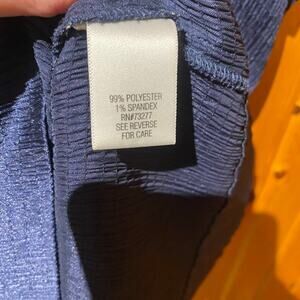 99% POLYESTER
1% SPANDEX
RN#73277
SEE REVERSE
FOR CARE